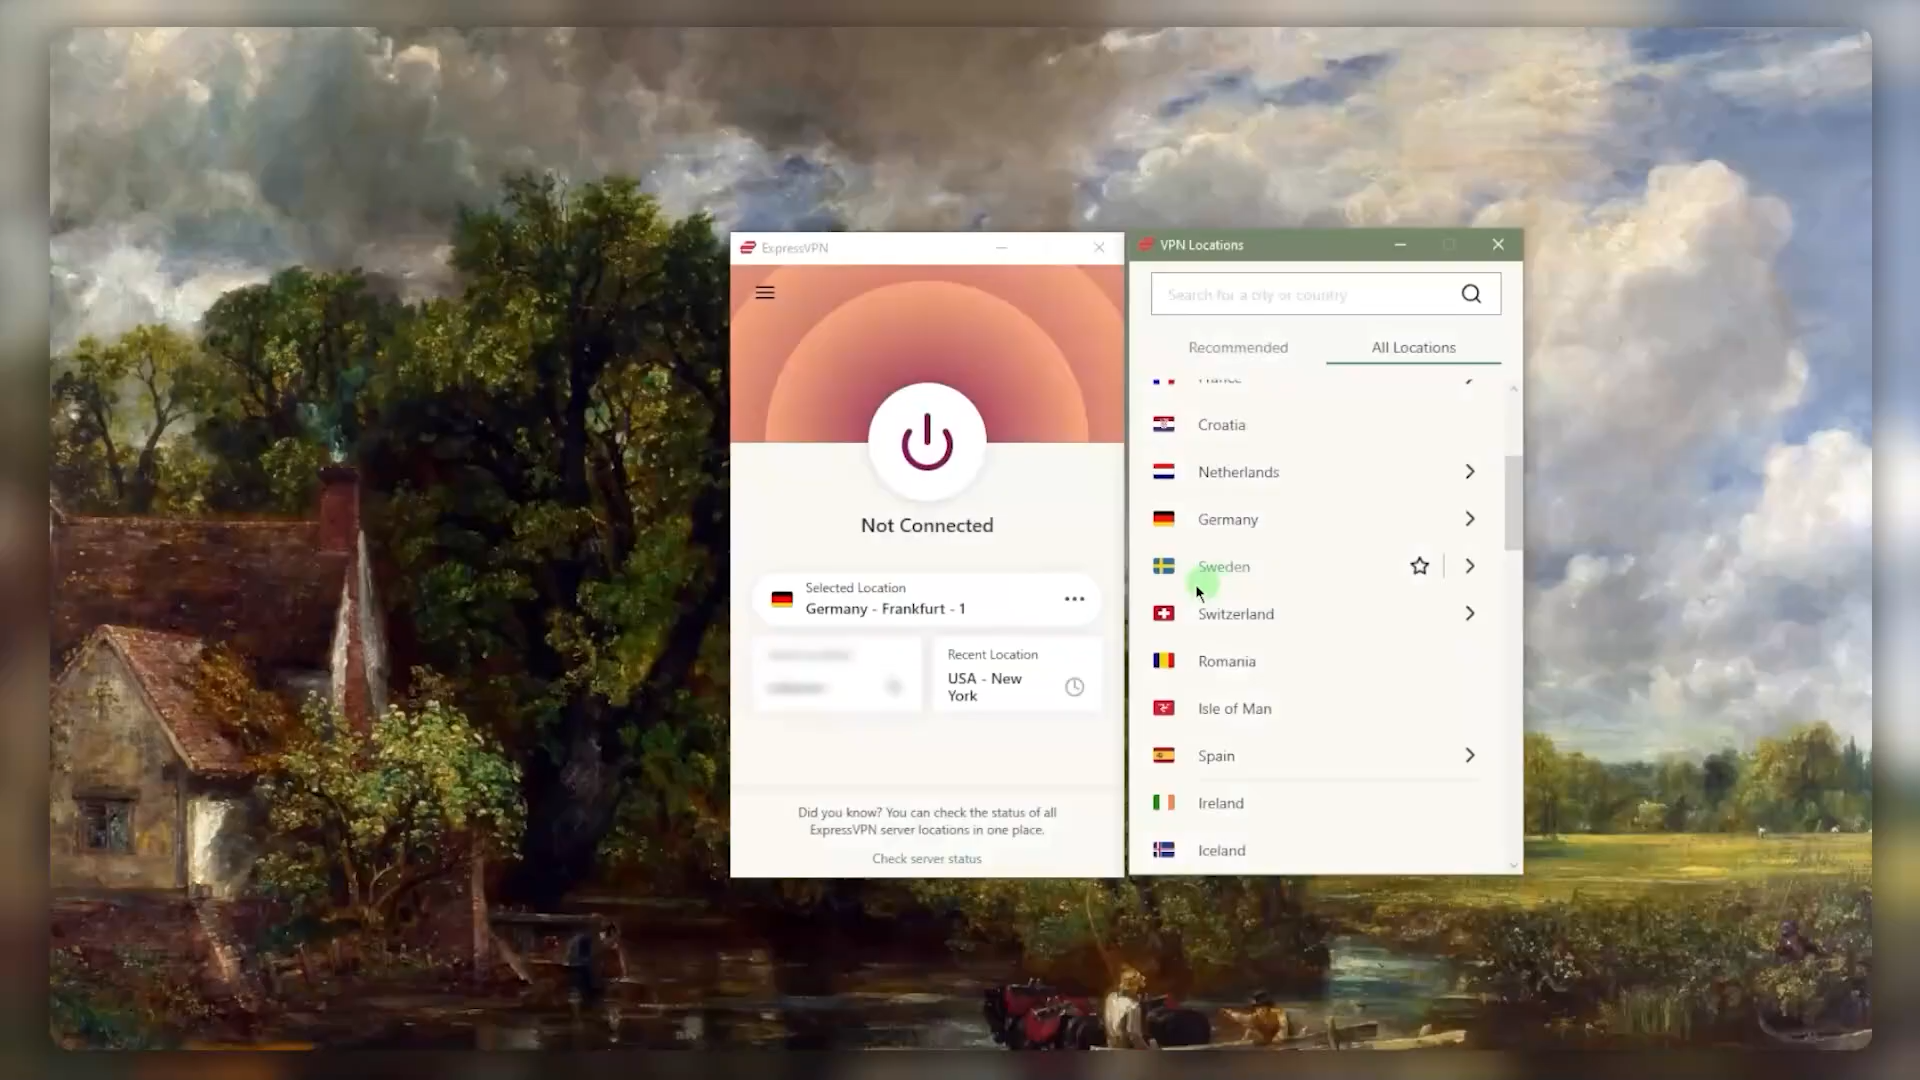 ExpressVPN
Not Connected
Selected Location
Germany - Frankfurt - 1
Recent Location
USA - New
York
Did you know? You can check the status of all
ExpressVPN server locations in one place.
Check server status
VPN Locations
Search for a city or country
Recommended
All Locations
France
Croatia
Netherlands
Germany
Sweden
Switzerland
Romania
Isle of Man
Spain
Ireland
Iceland